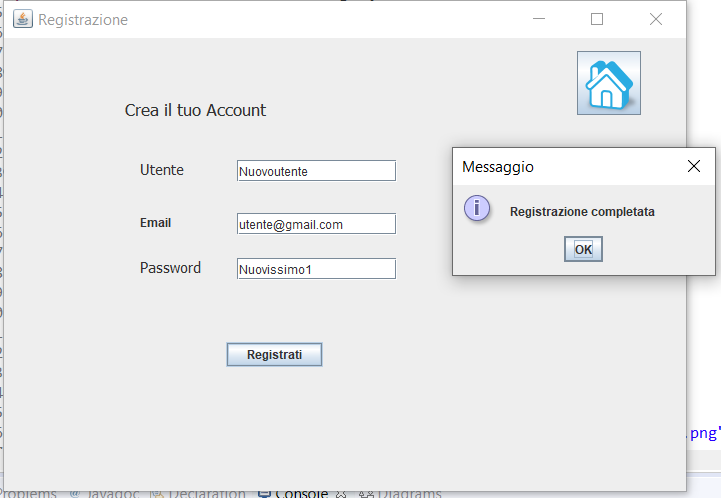 Registrazione
Crea il tuo Account
Utente
Nuovoutente
Email
utente@gmail.com
Password
Nuovissimo1
Registrati
Messaggio
Registrazione completata
OK
.png"
Javadoc
Declaration
Console
Diagrams